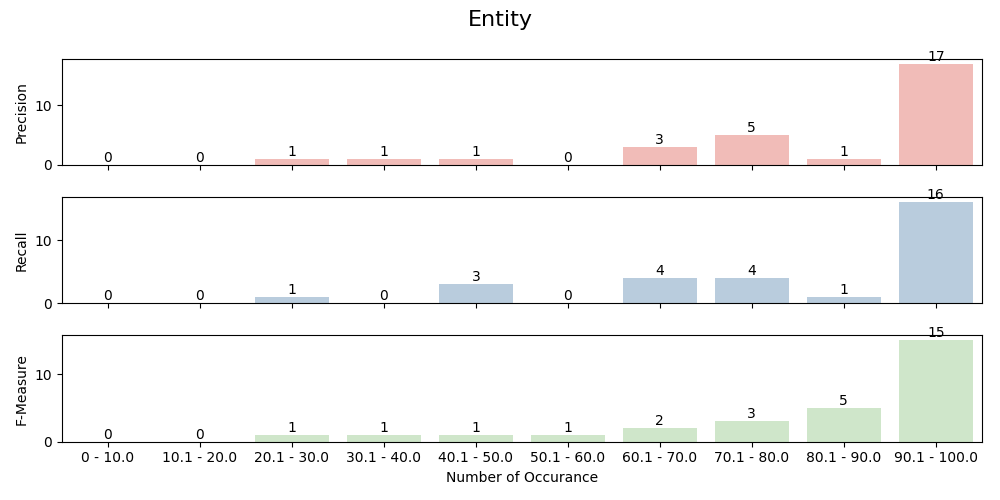 Entity
Precision
10
0
0 0 1 1 1 0 3 5 1 17
Recall
10
0
0 0 1 0 3 0 4 4 1 16
F-Measure
10
0
0 0 1 1 1 1 2 3 5 15
0 - 10.0 10.1 - 20.0 20.1 - 30.0 30.1 - 40.0 40.1 - 50.0 50.1 - 60.0 60.1 - 70.0 70.1 - 80.0 80.1 - 90.0 90.1 - 100.0
Number of Occurance